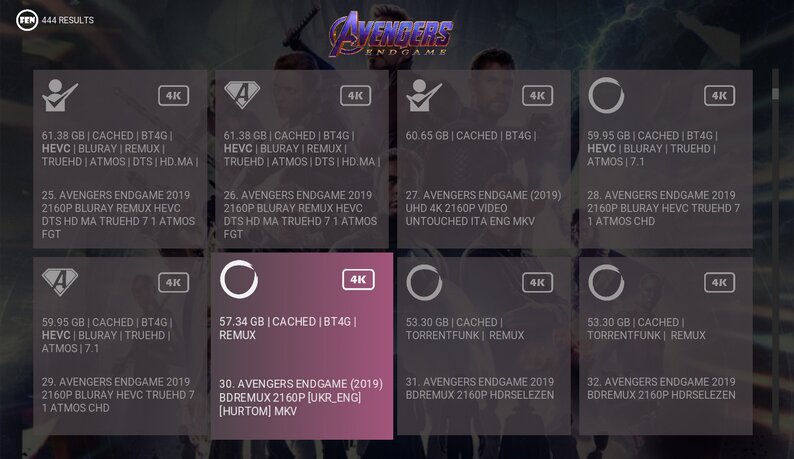 FEN 444 RESULTS
AVENGERS
ENDGAME
4K
61.38 GB | CACHED | BT4G |
HEVC | BLURAY | REMUX |
TRUEHD | ATMOS | DTS | HD.MA |
25. AVENGERS ENDGAME 2019
2160P BLURAY REMUX HEVC
DTS HD MA TRUEHD 7 1 ATMOS
FGT
A 4K
61.38 GB | CACHED | BT4G |
HEVC | BLURAY | REMUX |
TRUEHD | ATMOS | DTS | HD.MA |
26. AVENGERS ENDGAME 2019
2160P BLURAY REMUX HEVC
DTS HD MA TRUEHD 7 1 ATMOS
FGT
4K
60.65 GB | CACHED | BT4G |
27. AVENGERS ENDGAME (2019)
UHD 4K 2160P VIDEO
UNTOUCHED ITA ENG MKV
4K
59.95 GB | CACHED | BT4G |
HEVC | BLURAY | TRUEHD |
ATMOS | 7.1
28. AVENGERS ENDGAME 2019
2160P BLURAY HEVC TRUEHD 7
1 ATMOS CHD
A 4K
59.95 GB | CACHED | BT4G |
HEVC | BLURAY | TRUEHD |
ATMOS | 7.1
29. AVENGERS ENDGAME 2019
2160P BLURAY HEVC TRUEHD 7
1 ATMOS CHD
4K
57.34 GB | CACHED | BT4G |
REMUX
30. AVENGERS ENDGAME (2019)
BDREMUX 2160P [UKR_ENG]
[HURTOM] MKV
4K
53.30 GB | CACHED |
TORRENTFUNK | REMUX
31. AVENGERS ENDGAME 2019
BDREMUX 2160P HDRSELEZEN
4K
53.30 GB | CACHED |
TORRENTFUNK | REMUX
32. AVENGERS ENDGAME 2019
BDREMUX 2160P HDRSELEZEN